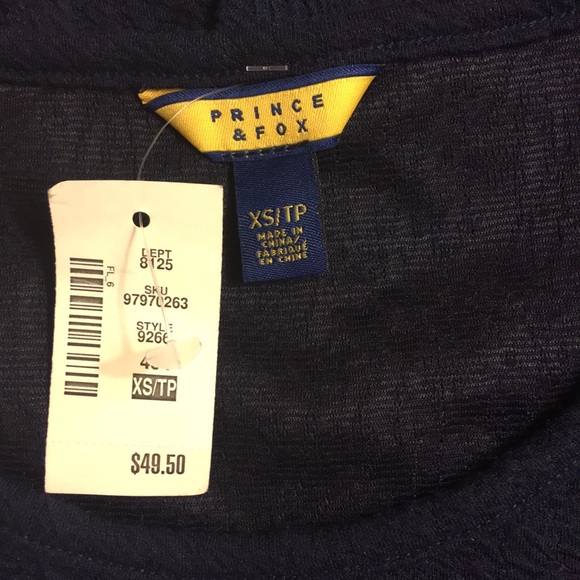 PRINCE
& FOX
XS/TP
MADE IN
CHINA/
FABRIQUÉ
EN CHINE
DEPT
8125
SKU
97970263
STYLE
XS/TP
$49.50
FL_6